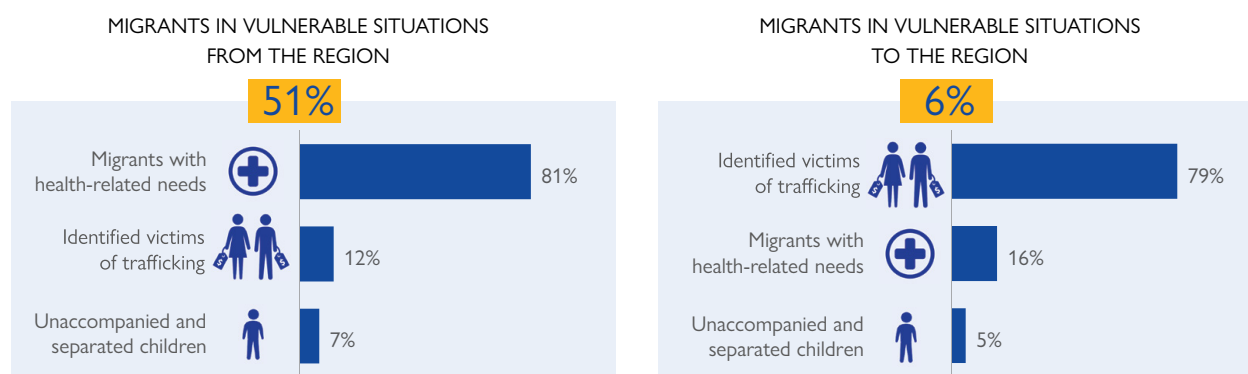 MIGRANTS IN VULNERABLE SITUATIONS
FROM THE REGION
51%
Migrants with
health-related needs
81%
Identified victims
of trafficking
$
$
12%
Unaccompanied and
separated children
7%
MIGRANTS IN VULNERABLE SITUATIONS
TO THE REGION
6%
Identified victims
of trafficking
$
$
79%
Migrants with
health-related needs
16%
Unaccompanied and
separated children
5%